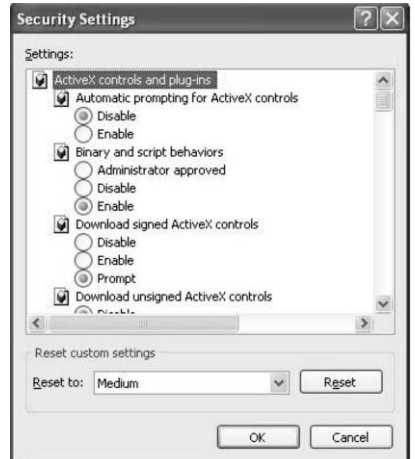 Security Settings
Settings:
ActiveX controls and plug-ins
Automatic prompting for ActiveX controls
Disable
Enable
Binary and script behaviors
Administrator approved
Disable
Enable
Download signed ActiveX controls
Disable
Enable
Prompt
Download unsigned ActiveX controls
Disable
Reset custom settings
Reset to: Medium Reset
OK Cancel